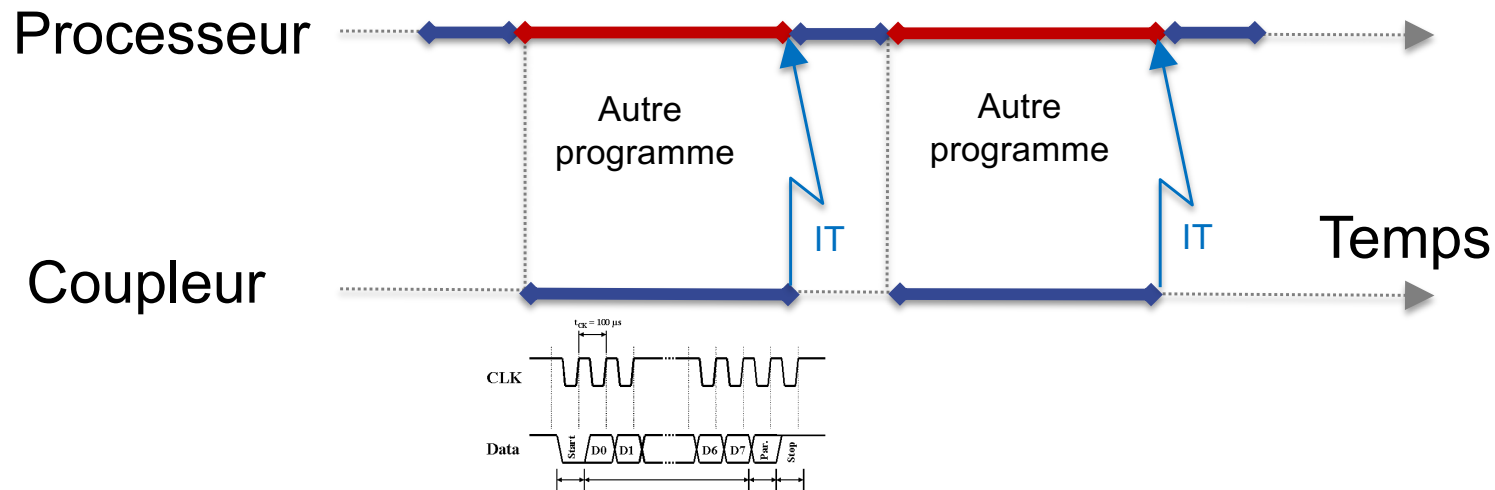 Processeur
Autre
programme
Autre
programme
IT
IT
Temps
Coupleur
tCK = 100 µs
CLK
Data
Start
D0
D1
D6
D7
Par.
Stop